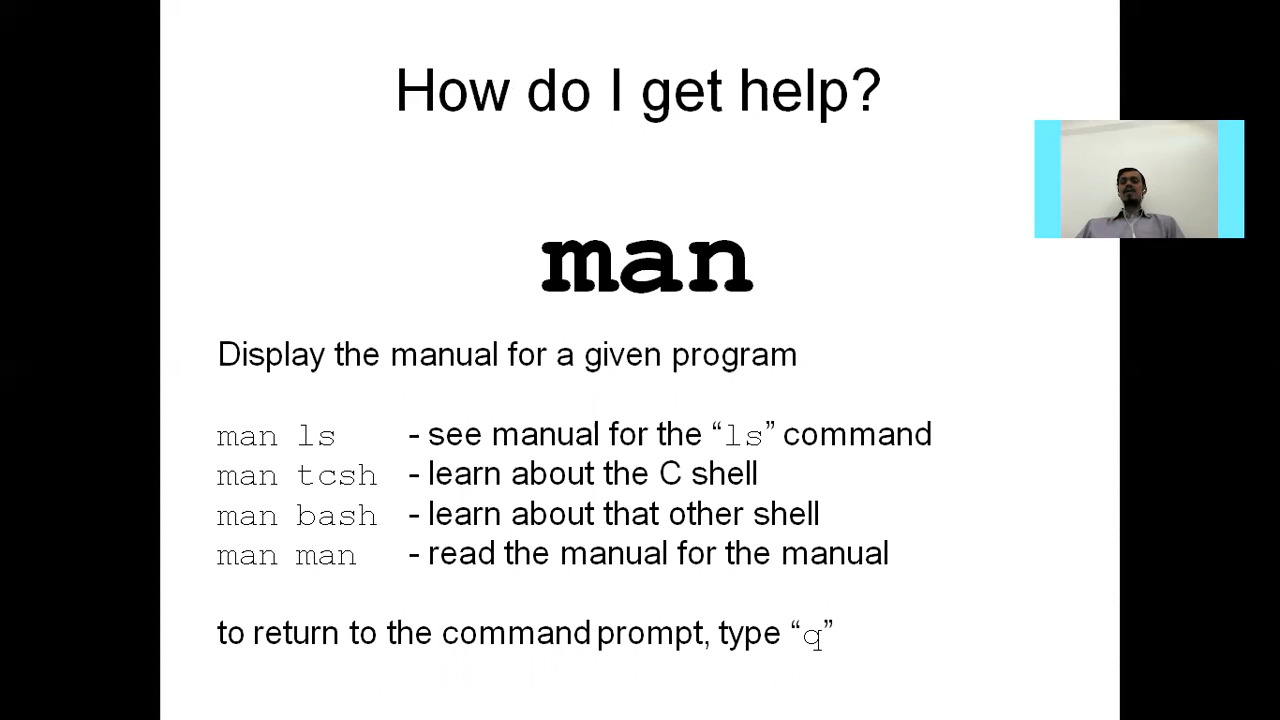 How do I get help?
man
Display the manual for a given program
man ls - see manual for the “ls” command
man tcsh - learn about the C shell
man bash - learn about that other shell
man man - read the manual for the manual
to return to the command prompt, type “q”